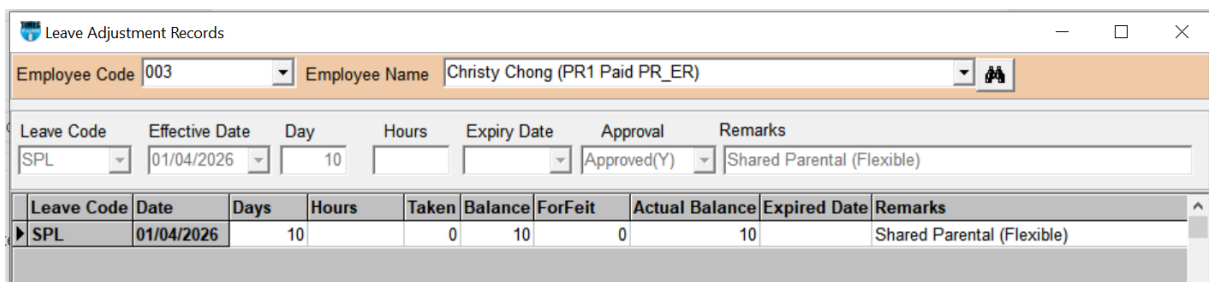 Leave Adjustment Records
Employee Code 003 Employee Name Christy Chong (PR1 Paid PR_ER)
Leave Code Effective Date Day Hours Expiry Date Approval Remarks
SPL 01/04/2026 10 Approved(Y) Shared Parental (Flexible)
Leave Code Date Days Hours Taken Balance ForFeit Actual Balance Expired Date Remarks
SPL 01/04/2026 10 0 10 0 10 Shared Parental (Flexible)